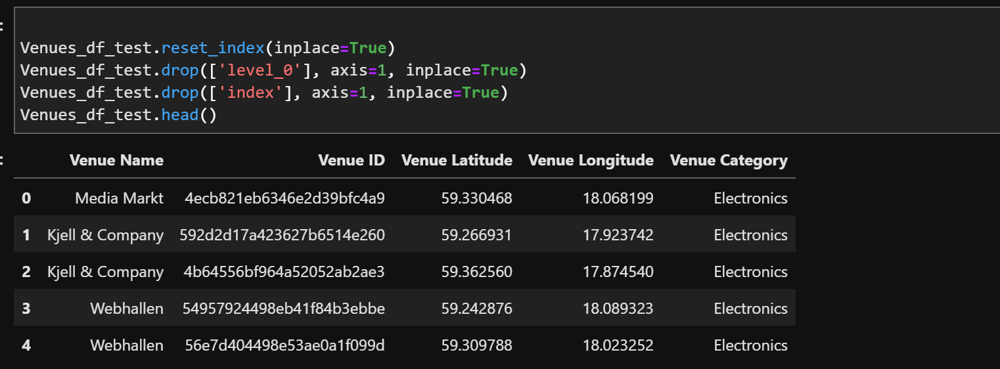 :
Venues_df_test.reset_index(inplace=True)
Venues_df_test.drop(['level_0'], axis=1, inplace=True)
Venues_df_test.drop(['index'], axis=1, inplace=True)
Venues_df_test.head()
:
Venue Name Venue ID Venue Latitude Venue Longitude Venue Category
0 Media Markt 4ecb821eb6346e2d39bfc4a9 59.330468 18.068199 Electronics
1 Kjell & Company 592d2d17a423627b6514e260 59.266931 17.923742 Electronics
2 Kjell & Company 4b64556bf964a52052ab2ae3 59.362560 17.874540 Electronics
3 Webhallen 54957924498eb41f84b3ebbe 59.242876 18.089323 Electronics
4 Webhallen 56e7d404498e53ae0a1f099d 59.309788 18.023252 Electronics